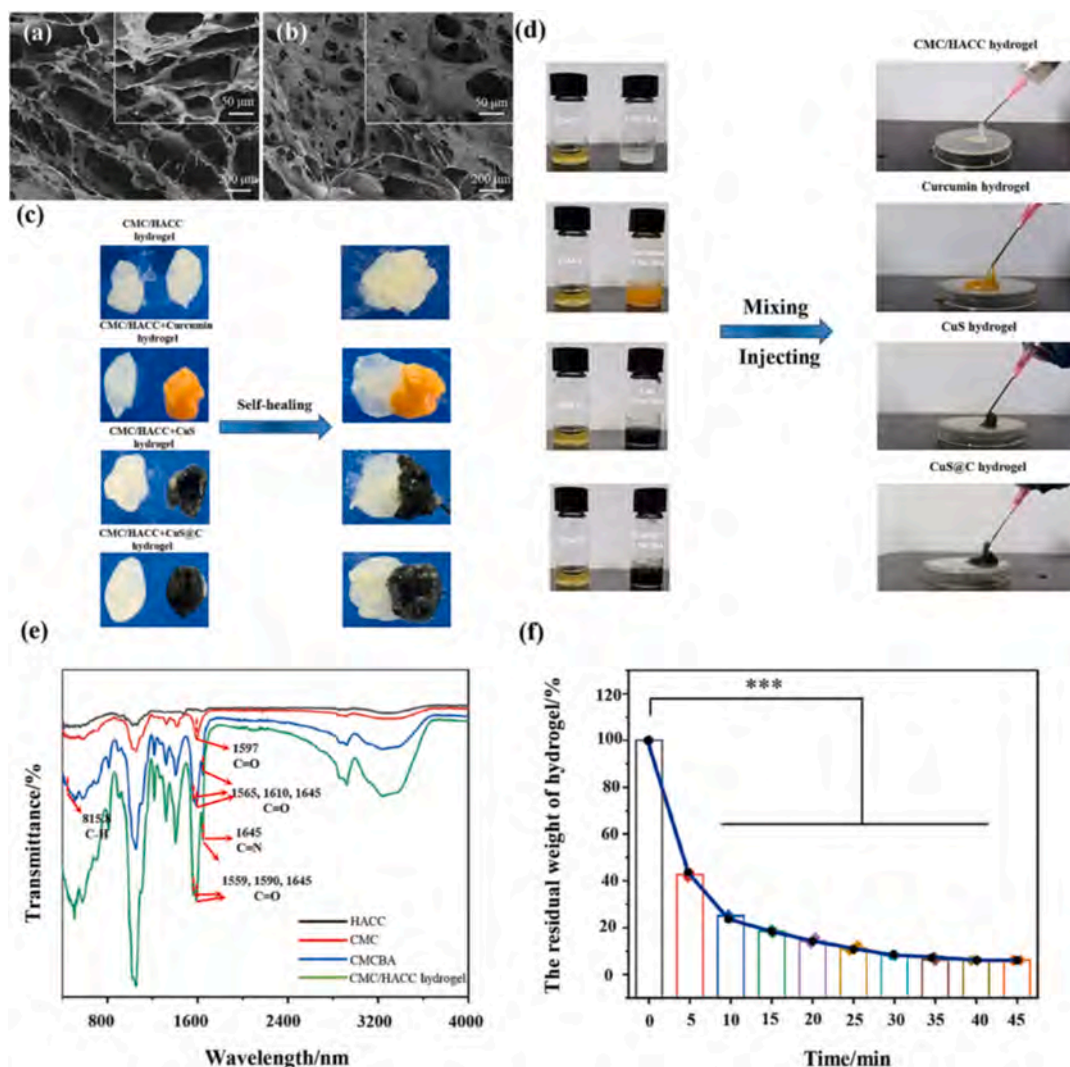 (a)
50 μm
200 μm
(b)
50 μm
200 μm
(c)
CMC/HACC
hydrogel
CMC/HACC+Curcumin
hydrogel
CMC/HACC+CuS
hydrogel
CMC/HACC+CuS@C
hydrogel
Self-healing
(d)
Mixing
Injecting
CMC/HACC hydrogel
Curcumin hydrogel
CuS hydrogel
CuS@C hydrogel
(e)
Transmittance/%
1597
C=O
1565, 1610, 1645
C=O
815.8
C-H
1645
C=N
1559, 1590, 1645
C=O
HACC
CMC
CMCBA
CMC/HACC hydrogel
800 1600 2400 3200 4000
Wavelength/nm
(f)
The residual weight of hydrogel/%
120
100
80
60
40
20
0
***
0 5 10 15 20 25 30 35 40 45
Time/min